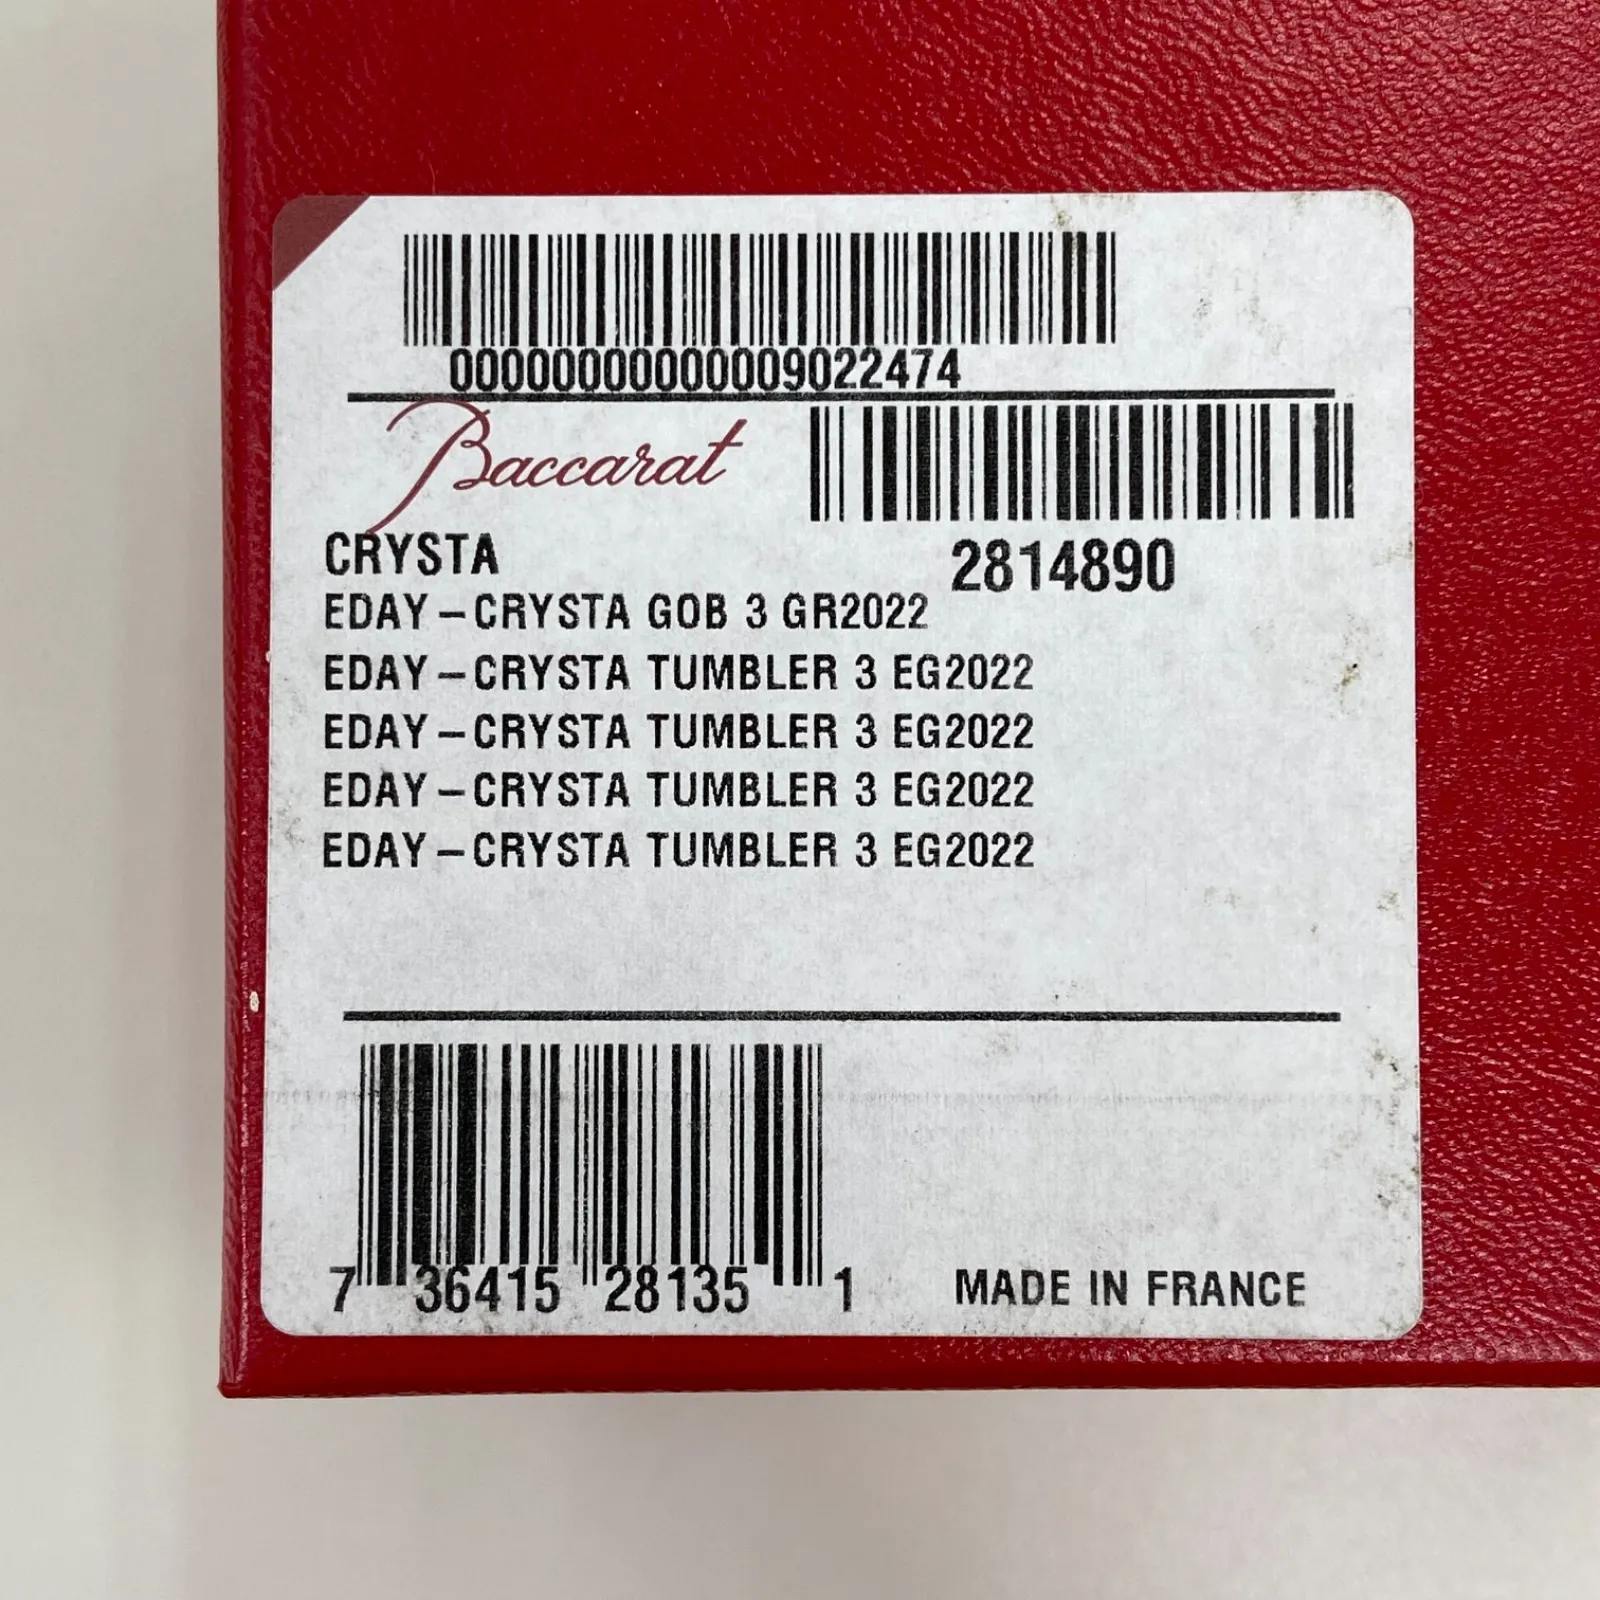 00000000000009022474
Baccarat
CRYSTA
2814890
EDAY-CRYSTA GOB 3 GR2022
EDAY-CRYSTA TUMBLER 3 EG2022
EDAY-CRYSTA TUMBLER 3 EG2022
EDAY-CRYSTA TUMBLER 3 EG2022
EDAY-CRYSTA TUMBLER 3 EG2022
7 36415 28135 1
MADE IN FRANCE